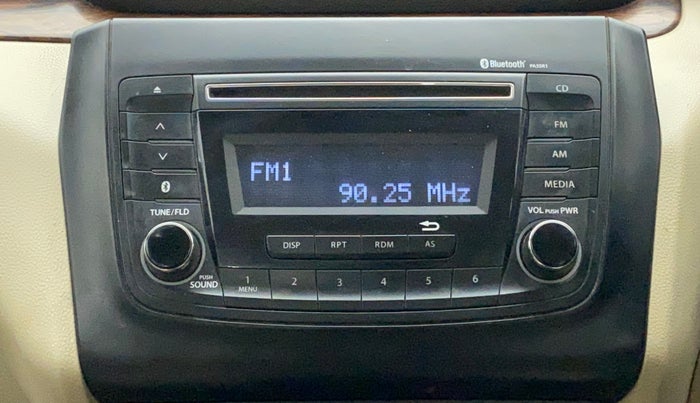 Bluetooth PA3DR1
CD
FM
AM
MEDIA
FM1
90.25 MHz
TUNE/FLD
VOL PUSH PWR
DISP RPT RDM AS
PUSH SOUND
1 MENU 2 3 4 5 6